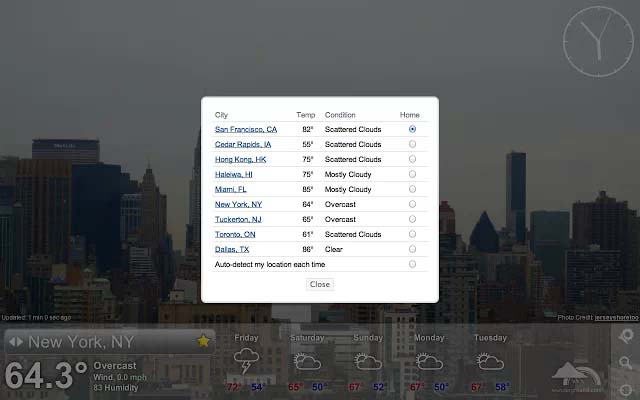 City Temp Condition Home
San Francisco, CA 82° Scattered Clouds
Cedar Rapids, IA 55° Scattered Clouds
Hong Kong, HK 75° Scattered Clouds
Haleiwa, HI 75° Mostly Cloudy
Miami, FL 85° Mostly Cloudy
New York, NY 64° Overcast
Tuckerton, NJ 65° Overcast
Toronto, ON 61° Scattered Clouds
Dallas, TX 86° Clear
Auto-detect my location each time
Close
Updated: 1 min 0 sec ago
Photo Credit: jerseyshoretoo
New York, NY
64.3°
Overcast
Wind, 0.0 mph
83 Humidity
Friday Saturday Sunday Monday Tuesday
72° 54° 65° 50° 67° 52° 67° 50° 67° 58°